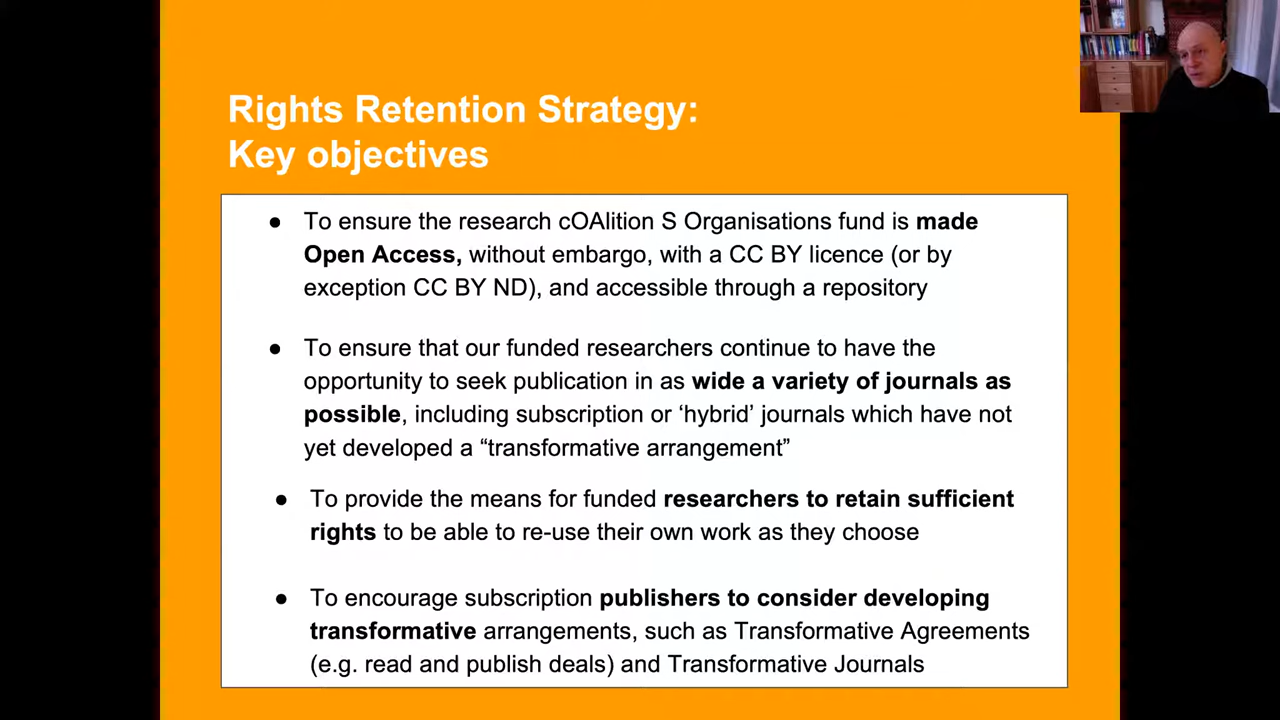 Rights Retention Strategy:
Key objectives
● To ensure the research cOAlition S Organisations fund is made
Open Access, without embargo, with a CC BY licence (or by
exception CC BY ND), and accessible through a repository
● To ensure that our funded researchers continue to have the
opportunity to seek publication in as wide a variety of journals as
possible, including subscription or ‘hybrid’ journals which have not
yet developed a “transformative arrangement”
● To provide the means for funded researchers to retain sufficient
rights to be able to re-use their own work as they choose
● To encourage subscription publishers to consider developing
transformative arrangements, such as Transformative Agreements
(e.g. read and publish deals) and Transformative Journals